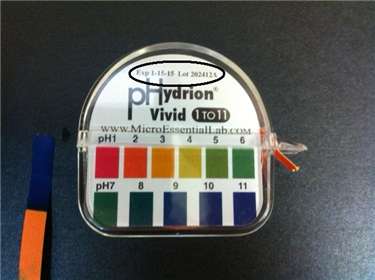 Exp 1-15-15 Lot 202412A
pHydrion®
Vivid 1 TO 11
WWW.MICROESSENTIALLAB.COM
pH1 2 3 4 5 6
pH7 8 9 10 11